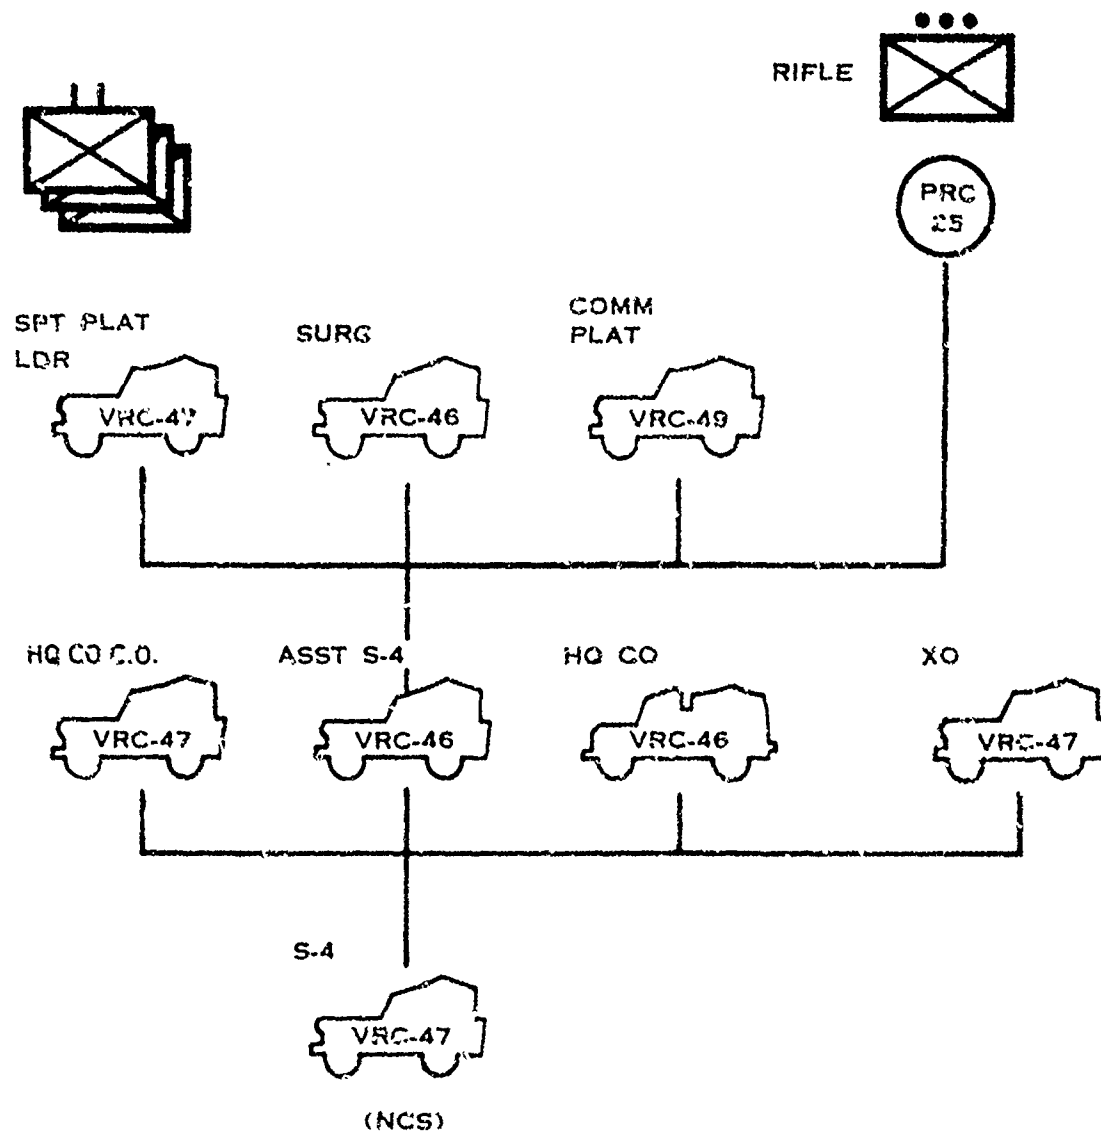 RIFLE
PRC
25
SPT PLAT
LDR
SURG
COMM
PLAT
VRC-47
VRC-46
VRC-49
HQ CO C.O.
ASST S-4
HQ CO
XO
VRC-47
VRC-46
VRC-46
VRC-47
S-4
VRC-47
(NCS)